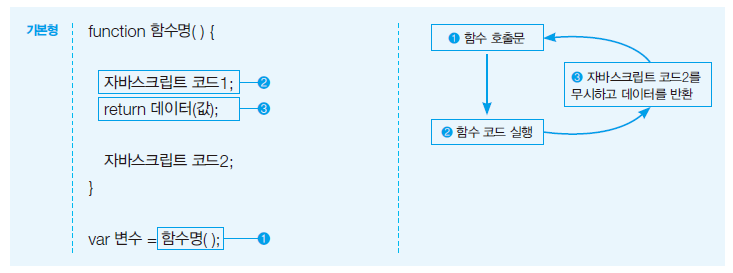 기본형
function 함수명( ) {
자바스크립트 코드1; ❷
return 데이터(값); ❸
자바스크립트 코드2;
}
var 변수 = 함수명( ); ❶
❶ 함수 호출문
❷ 함수 코드 실행
❸ 자바스크립트 코드2를
무시하고 데이터를 반환